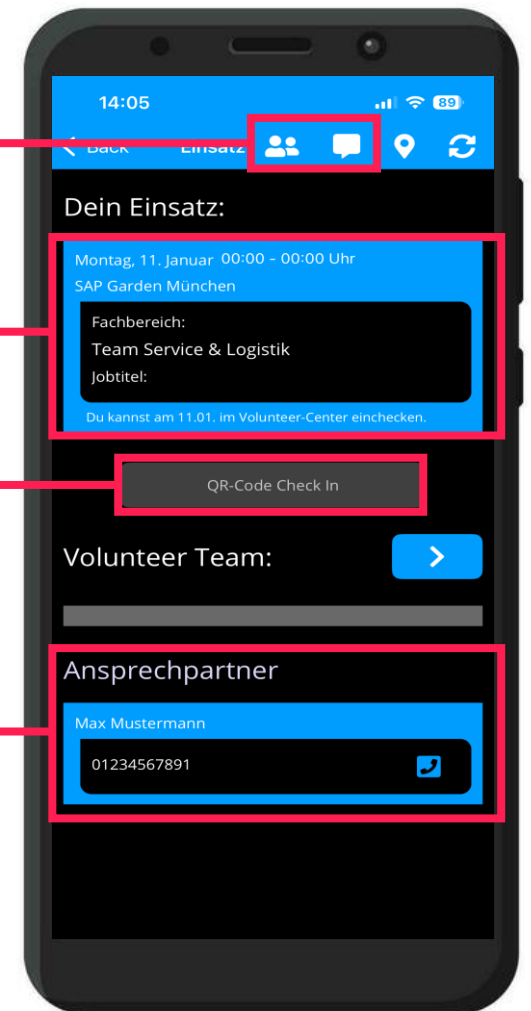 14:05
89
Back Einsatz
Dein Einsatz:
Montag, 11. Januar 00:00 - 00:00 Uhr
SAP Garden München
Fachbereich:
Team Service & Logistik
Jobtitel:
Du kannst am 11.01. im Volunteer-Center einchecken.
QR-Code Check In
Volunteer Team:
Ansprechpartner
Max Mustermann
01234567891